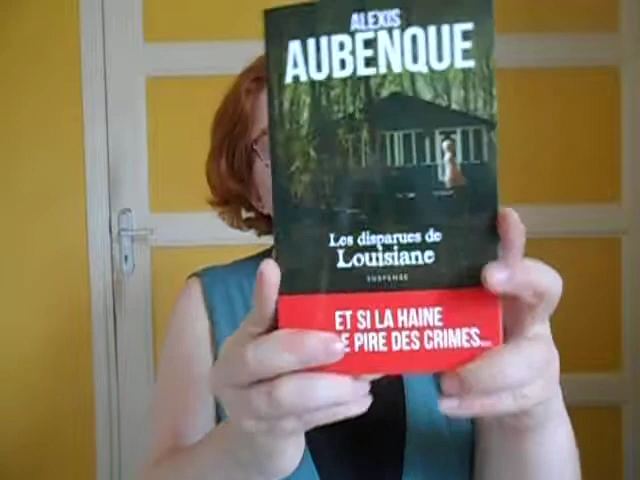 ALEXIS
AUBENQUE
Les disparues de
Louisiane
SUSPENSE
ET SI LA HAINE
PIRE DES CRIMES...